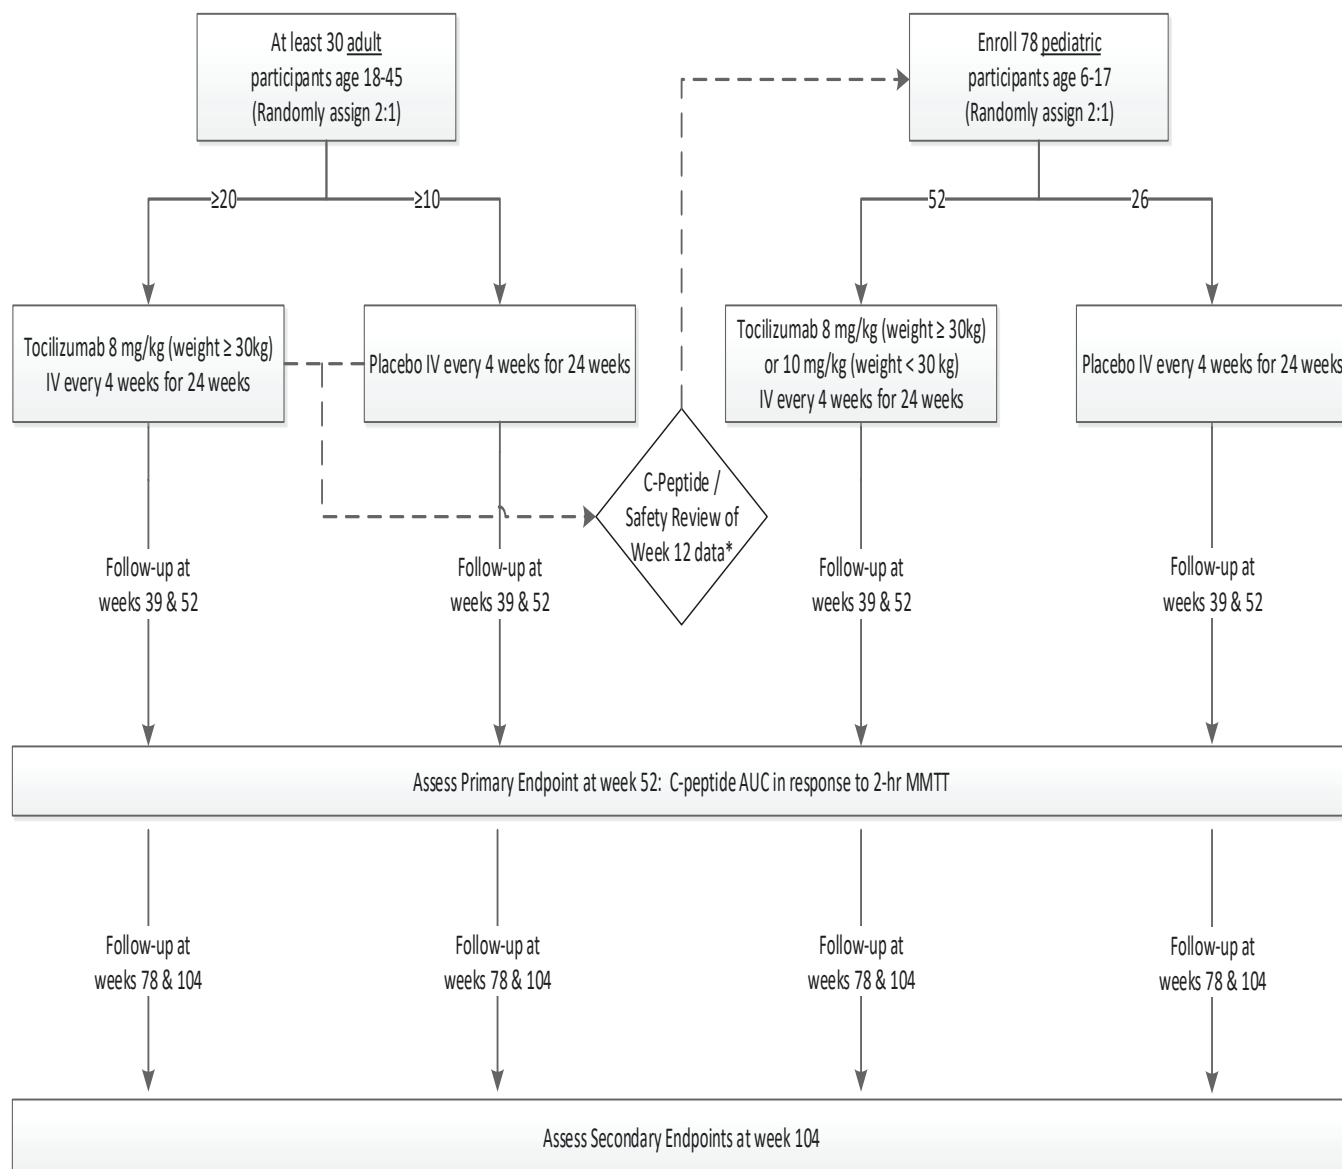 At least 30 adult
participants age 18-45
(Randomly assign 2:1)
Enroll 78 pediatric
participants age 6-17
(Randomly assign 2:1)
≥20
≥10
52
26
Tocilizumab 8 mg/kg (weight ≥ 30kg)
IV every 4 weeks for 24 weeks
Placebo IV every 4 weeks for 24 weeks
Tocilizumab 8 mg/kg (weight ≥ 30kg)
or 10 mg/kg (weight < 30 kg)
IV every 4 weeks for 24 weeks
Placebo IV every 4 weeks for 24 weeks
C-Peptide /
Safety Review of
Week 12 data*
Follow-up at
weeks 39 & 52
Follow-up at
weeks 39 & 52
Follow-up at
weeks 39 & 52
Follow-up at
weeks 39 & 52
Assess Primary Endpoint at week 52: C-peptide AUC in response to 2-hr MMTT
Follow-up at
weeks 78 & 104
Follow-up at
weeks 78 & 104
Follow-up at
weeks 78 & 104
Follow-up at
weeks 78 & 104
Assess Secondary Endpoints at week 104